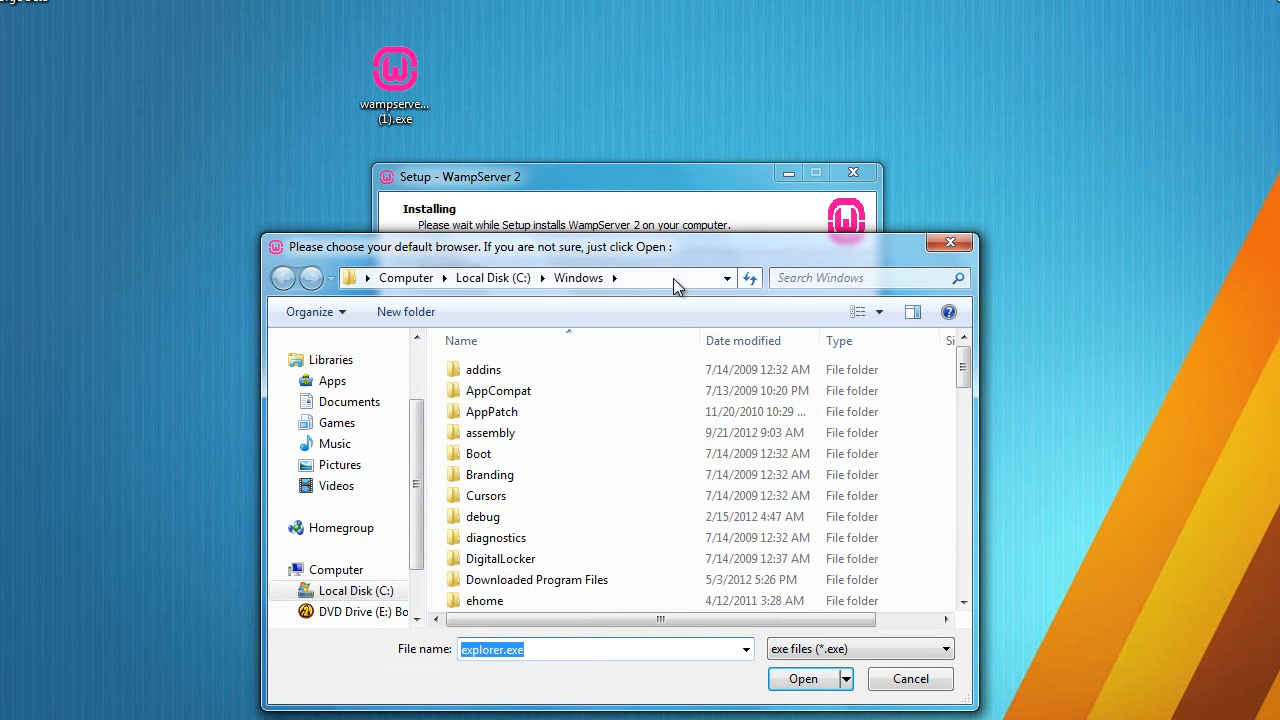 wampserve...
(1).exe
Setup - WampServer 2
Installing
Please wait while Setup installs WampServer 2 on your computer.
Please choose your default browser. If you are not sure, just click Open :
Computer Local Disk (C:) Windows
Search Windows
Organize New folder
Name Date modified Type Si
Libraries
Apps
Documents
Games
Music
Pictures
Videos
Homegroup
Computer
Local Disk (C:)
DVD Drive (E:) Bo
addins 7/14/2009 12:32 AM File folder
AppCompat 7/13/2009 10:20 PM File folder
AppPatch 11/20/2010 10:29 ... File folder
assembly 9/21/2012 9:03 AM File folder
Boot 7/14/2009 12:32 AM File folder
Branding 7/14/2009 12:32 AM File folder
Cursors 7/14/2009 12:32 AM File folder
debug 2/15/2012 4:47 AM File folder
diagnostics 7/14/2009 12:32 AM File folder
DigitalLocker 7/14/2009 12:37 AM File folder
Downloaded Program Files 5/3/2012 5:26 PM File folder
ehome 4/12/2011 3:28 AM File folder
File name: explorer.exe exe files (*.exe)
Open Cancel